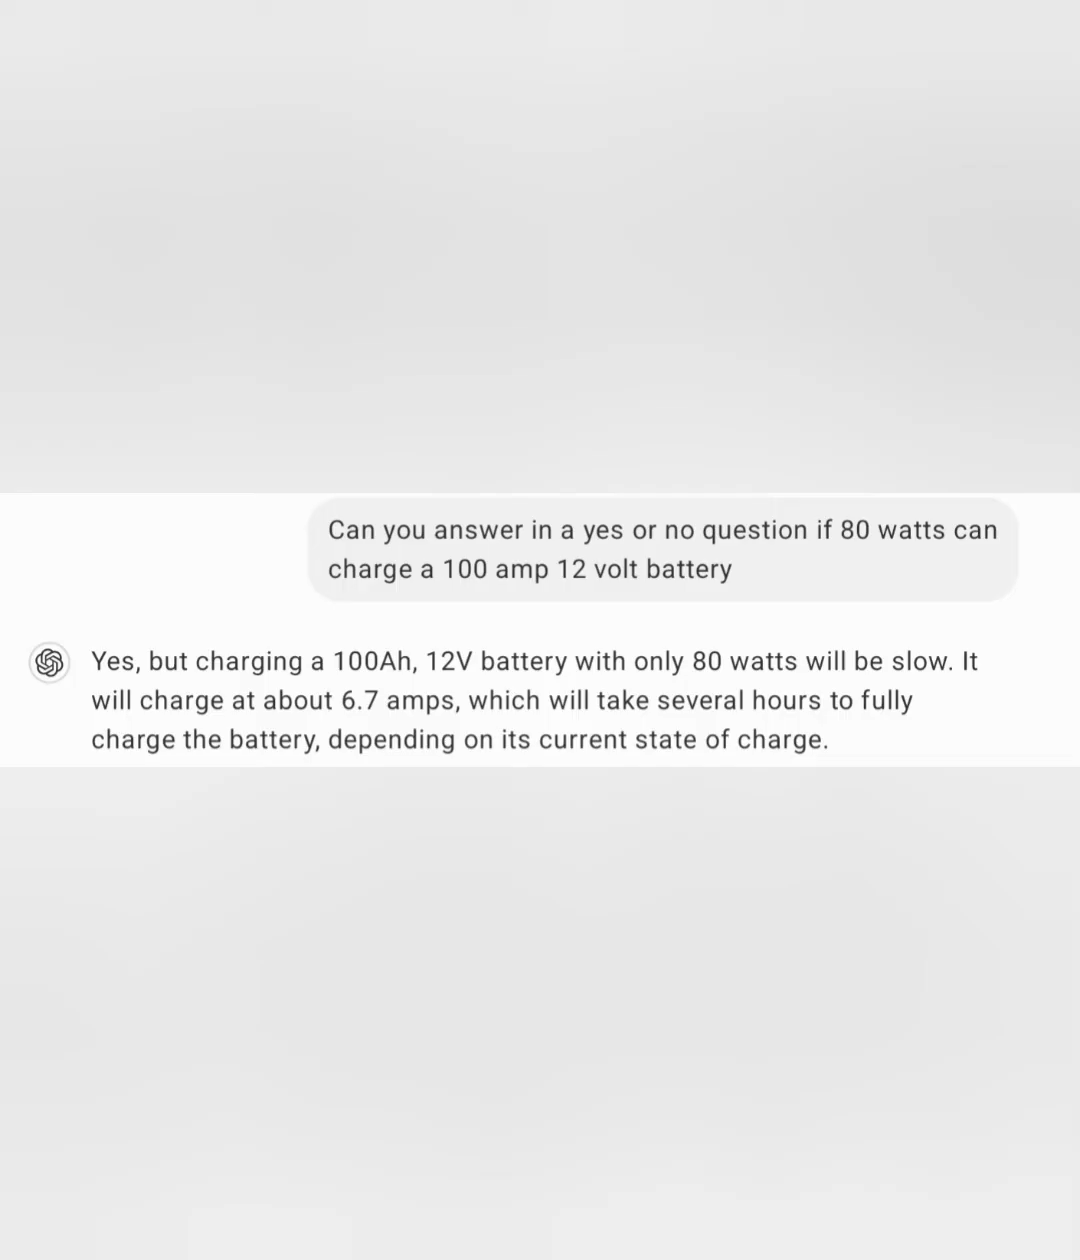 Can you answer in a yes or no question if 80 watts can
charge a 100 amp 12 volt battery
Yes, but charging a 100Ah, 12V battery with only 80 watts will be slow. It
will charge at about 6.7 amps, which will take several hours to fully
charge the battery, depending on its current state of charge.